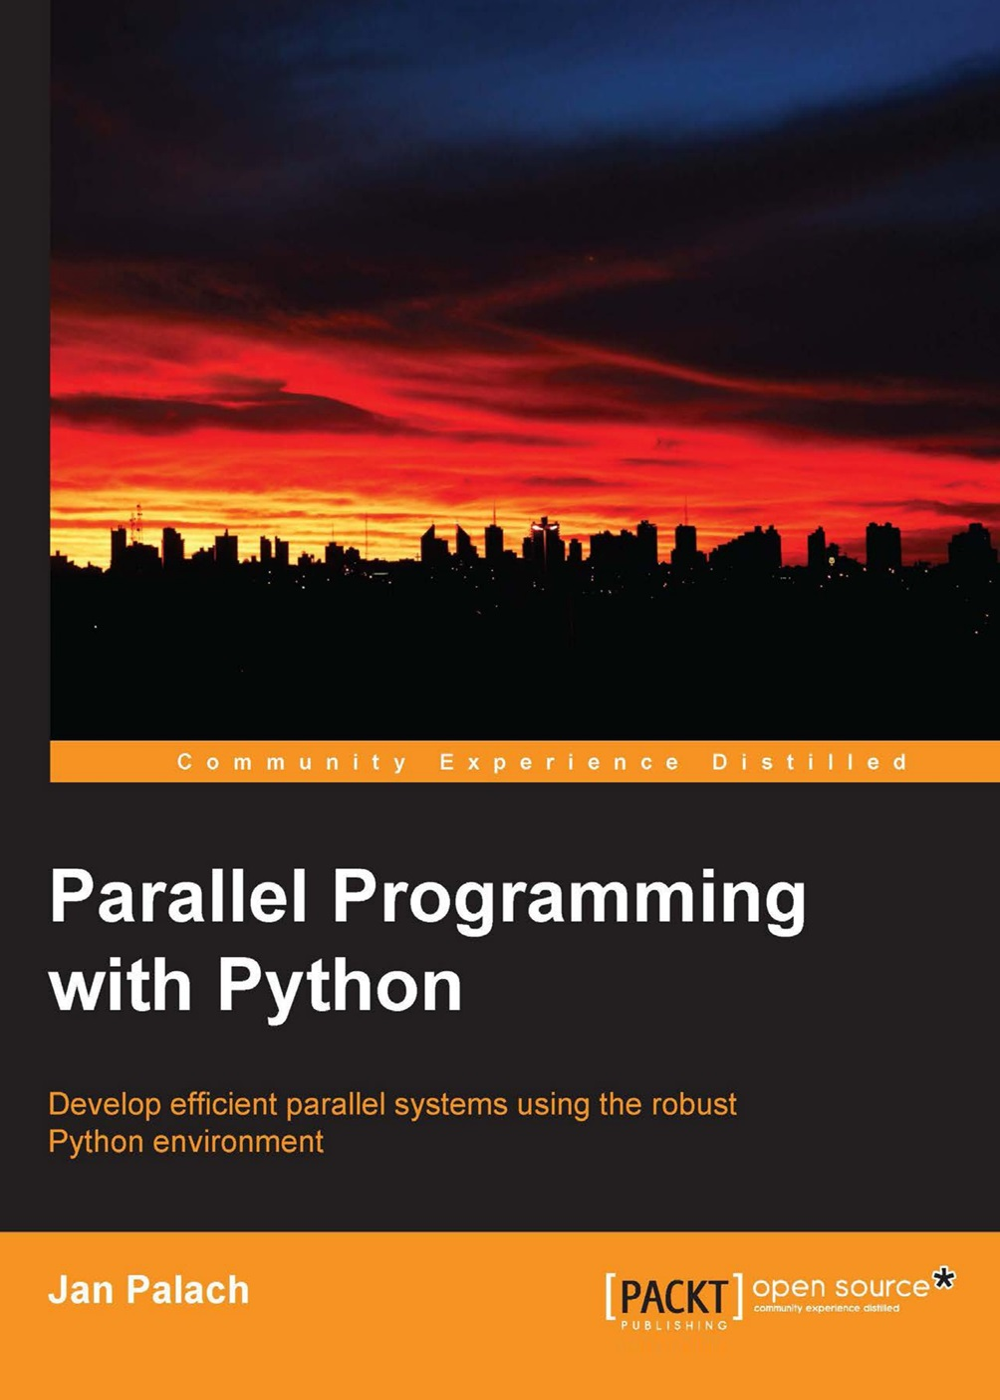 Community Experience Distilled
Parallel Programming
with Python
Develop efficient parallel systems using the robust
Python environment
Jan Palach
[PACKT] open source*
PUBLISHING community experience distilled